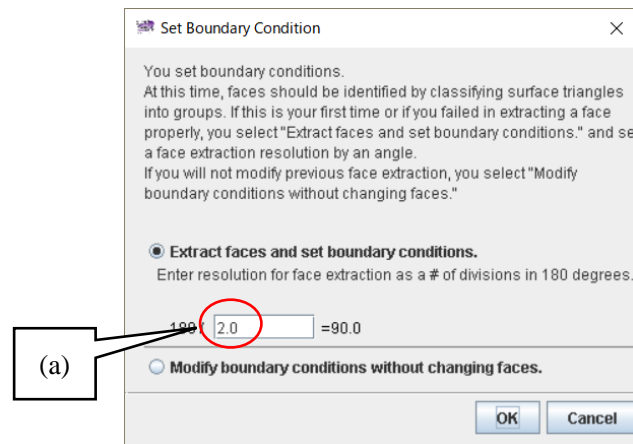 Set Boundary Condition
You set boundary conditions.
At this time, faces should be identified by classifying surface triangles
into groups. If this is your first time or if you failed in extracting a face
properly, you select "Extract faces and set boundary conditions." and se
a face extraction resolution by an angle.
If you will not modify previous face extraction, you select "Modify
boundary conditions without changing faces."
Extract faces and set boundary conditions.
Enter resolution for face extraction as a # of divisions in 180 degrees.
180 / 2.0 =90.0
(a)
Modify boundary conditions without changing faces.
OK Cancel